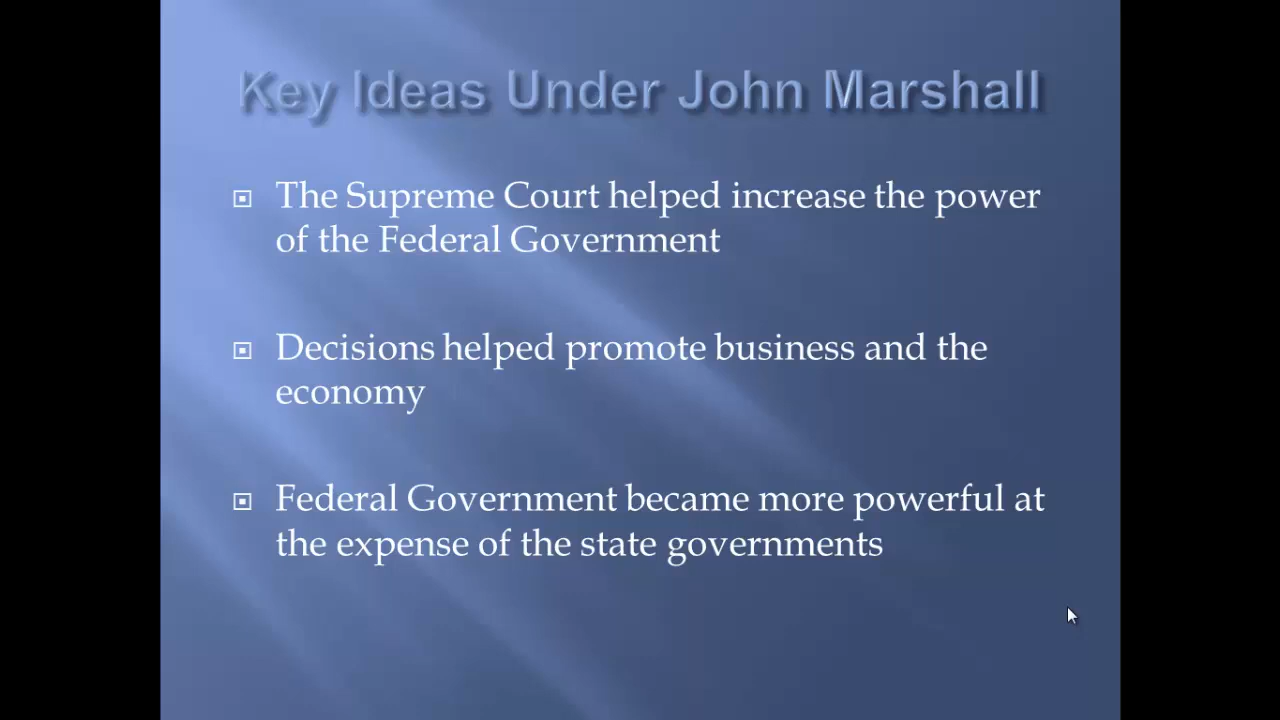 Key Ideas Under John Marshall
The Supreme Court helped increase the power
of the Federal Government
Decisions helped promote business and the
economy
Federal Government became more powerful at
the expense of the state governments